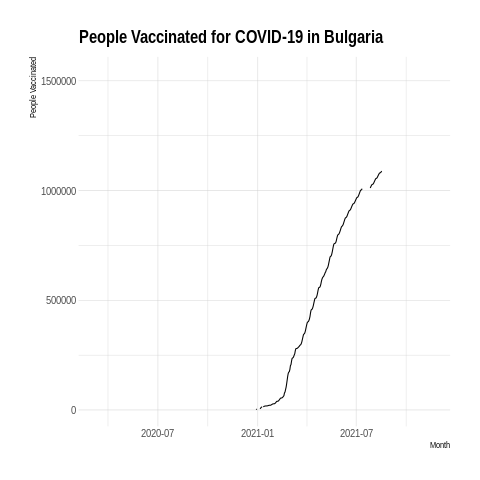 People Vaccinated for COVID-19 in Bulgaria
People Vaccinated
1500000
1000000
500000
0
2020-07 2021-01 2021-07
Month